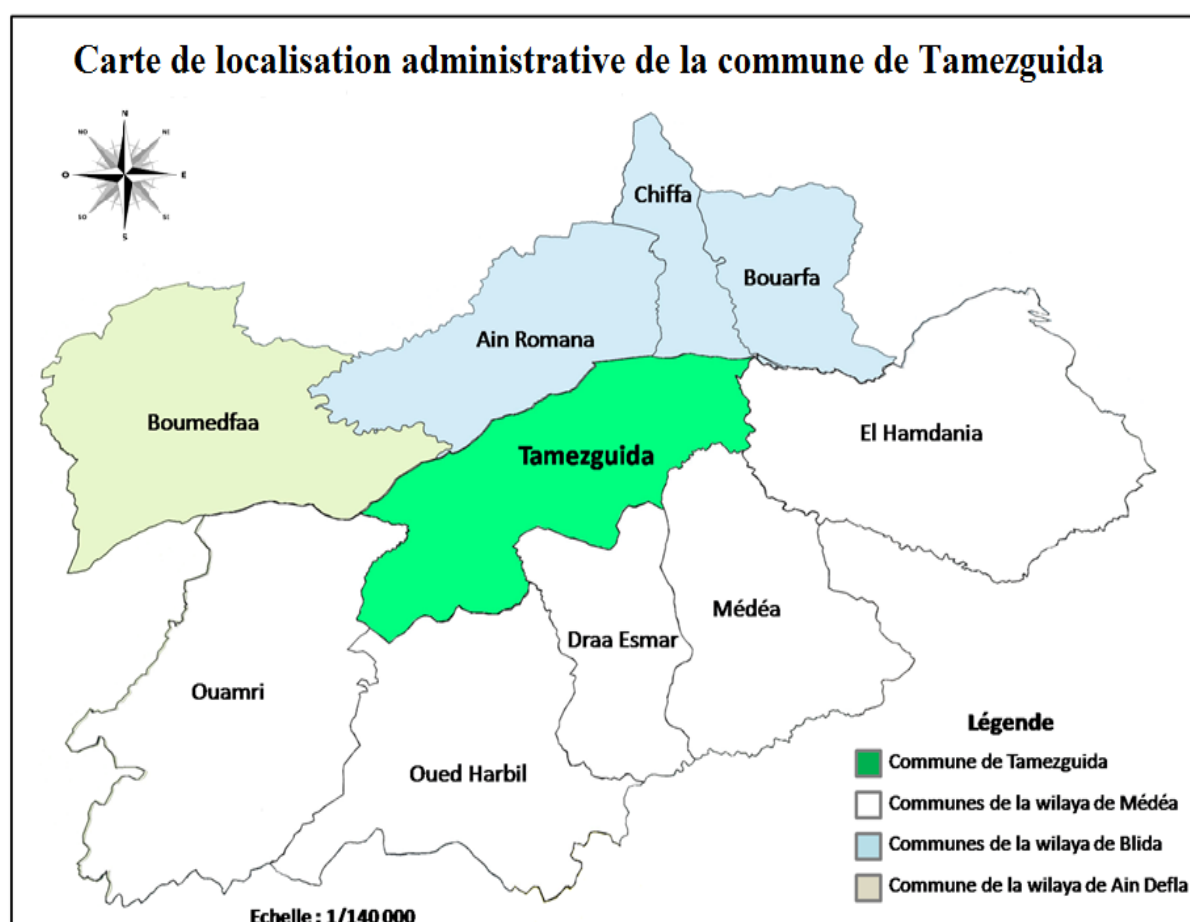 Carte de localisation administrative de la commune de Tamezguida
N
NO
NE
O
E
SO
SE
S
Chiffa
Bouarfa
Ain Romana
Boumedfaa
El Hamdania
Tamezguida
Médéa
Draa Esmar
Ouamri
Oued Harbil
Légende
Commune de Tamezguida
Communes de la wilaya de Médéa
Communes de la wilaya de Blida
Commune de la wilaya de Ain Defla
Echelle : 1/140 000